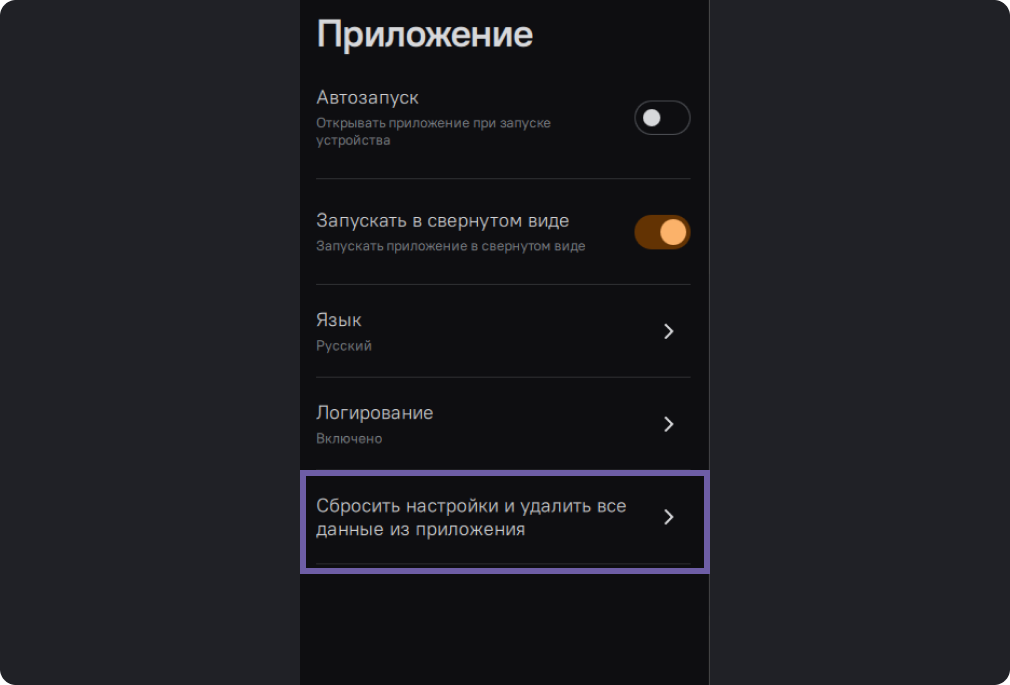 Приложение
Автозапуск
Открывать приложение при запуске
устройства
Запускать в свернутом виде
Запускать приложение в свернутом виде
Язык
Русский
Логирование
Включено
Сбросить настройки и удалить все
данные из приложения